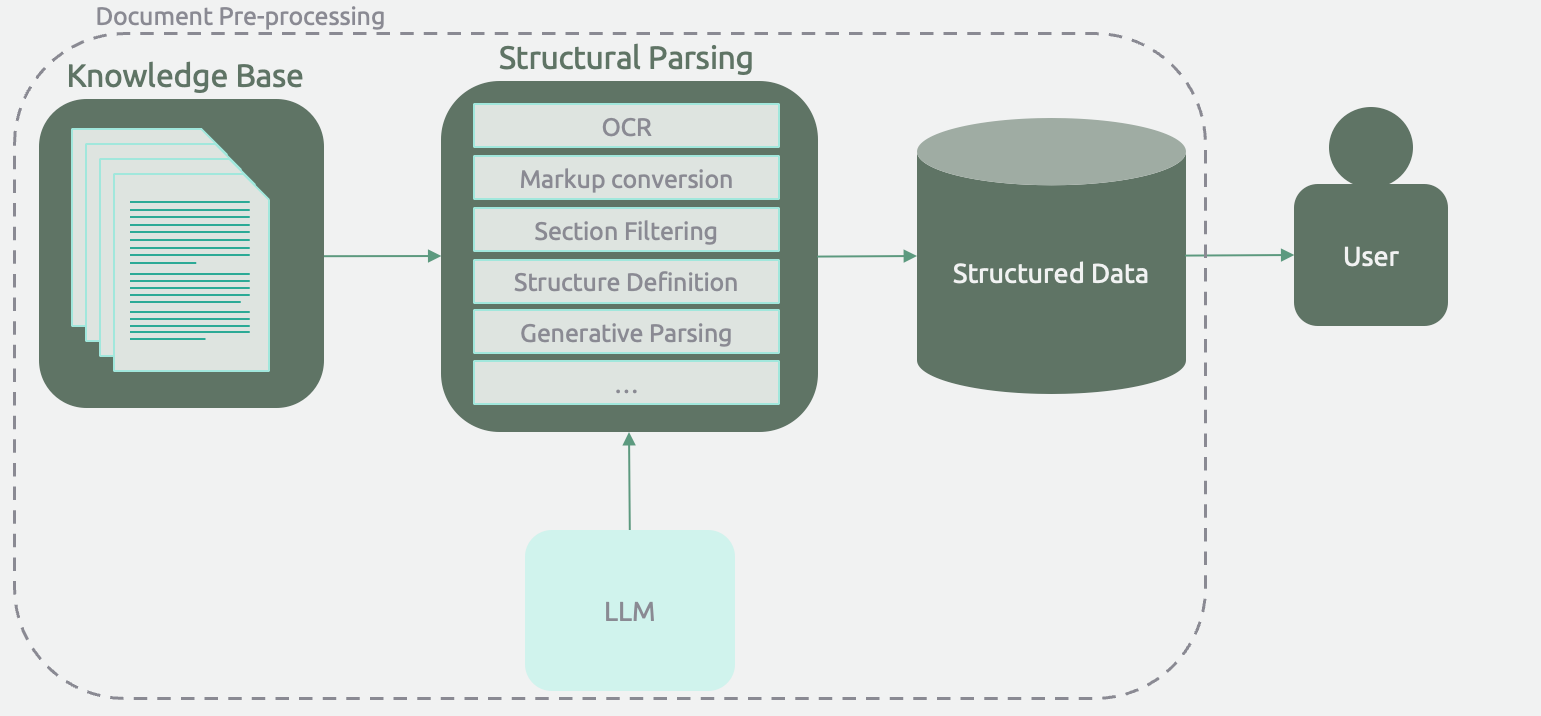 Document Pre-processing
Knowledge Base
Structural Parsing
OCR
Markup conversion
Section Filtering
Structure Definition
Generative Parsing
...
Structured Data
User
LLM